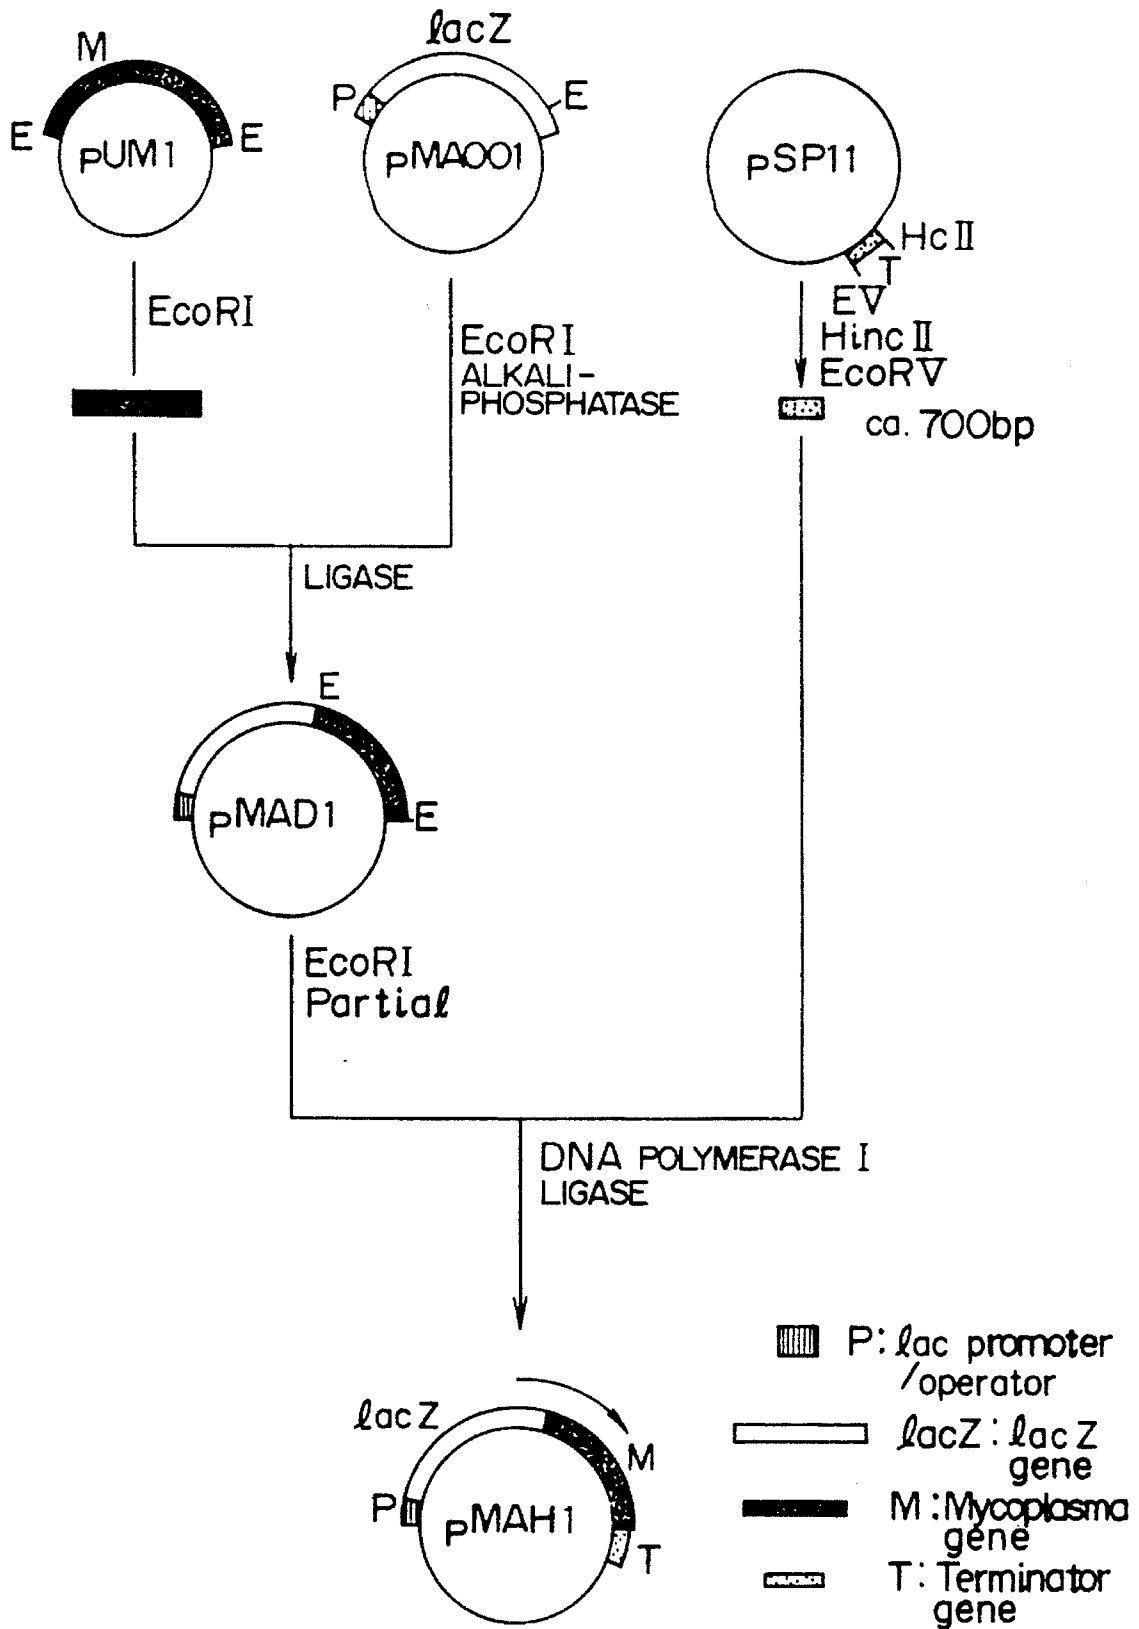 M
E
E
pUM1
lacZ
P
E
pMA001
pSP11
HcII
T
EV
EcoRI
EcoRI
ALKALI-
PHOSPHATASE
HincII
EcoRV
ca. 700bp
LIGASE
E
E
pMAD1
EcoRI
Partial
DNA POLYMERASE I
LIGASE
lacZ
M
P
pMAH1
T
P: lac promoter
/operator
lacZ: lacZ
gene
M: Mycoplasma
gene
T: Terminator
gene